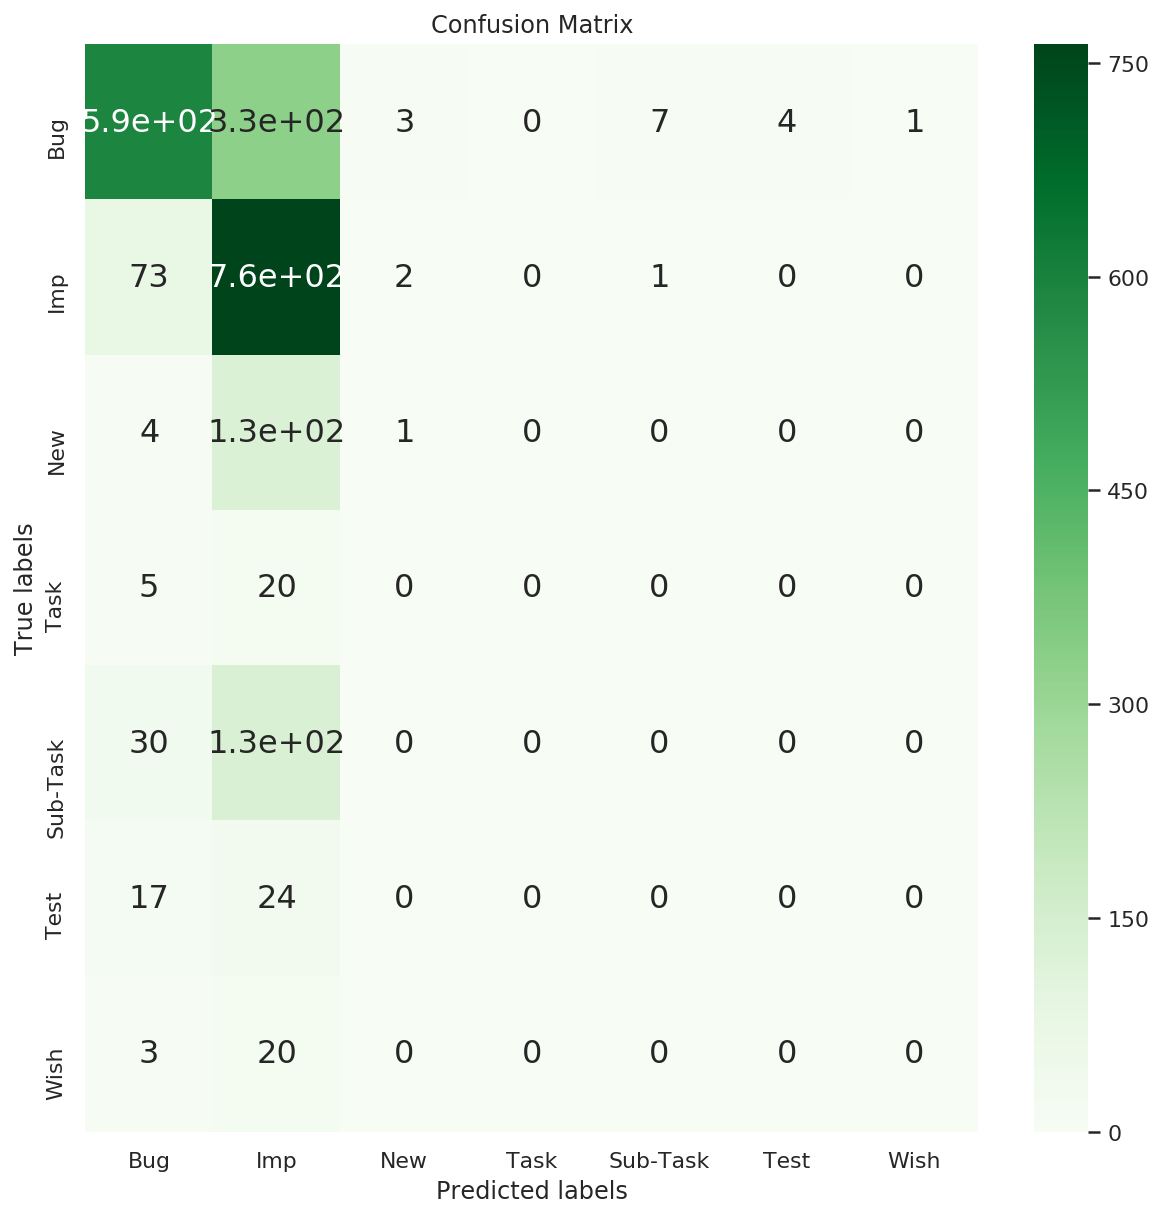 Confusion Matrix
True labels
Bug 5.9e+02 3.3e+02 3 0 7 4 1
Imp 73 7.6e+02 2 0 1 0 0
New 4 1.3e+02 1 0 0 0 0
Task 5 20 0 0 0 0 0
Sub-Task 30 1.3e+02 0 0 0 0 0
Test 17 24 0 0 0 0 0
Wish 3 20 0 0 0 0 0
Bug Imp New Task Sub-Task Test Wish
Predicted labels
750
600
450
300
150
0